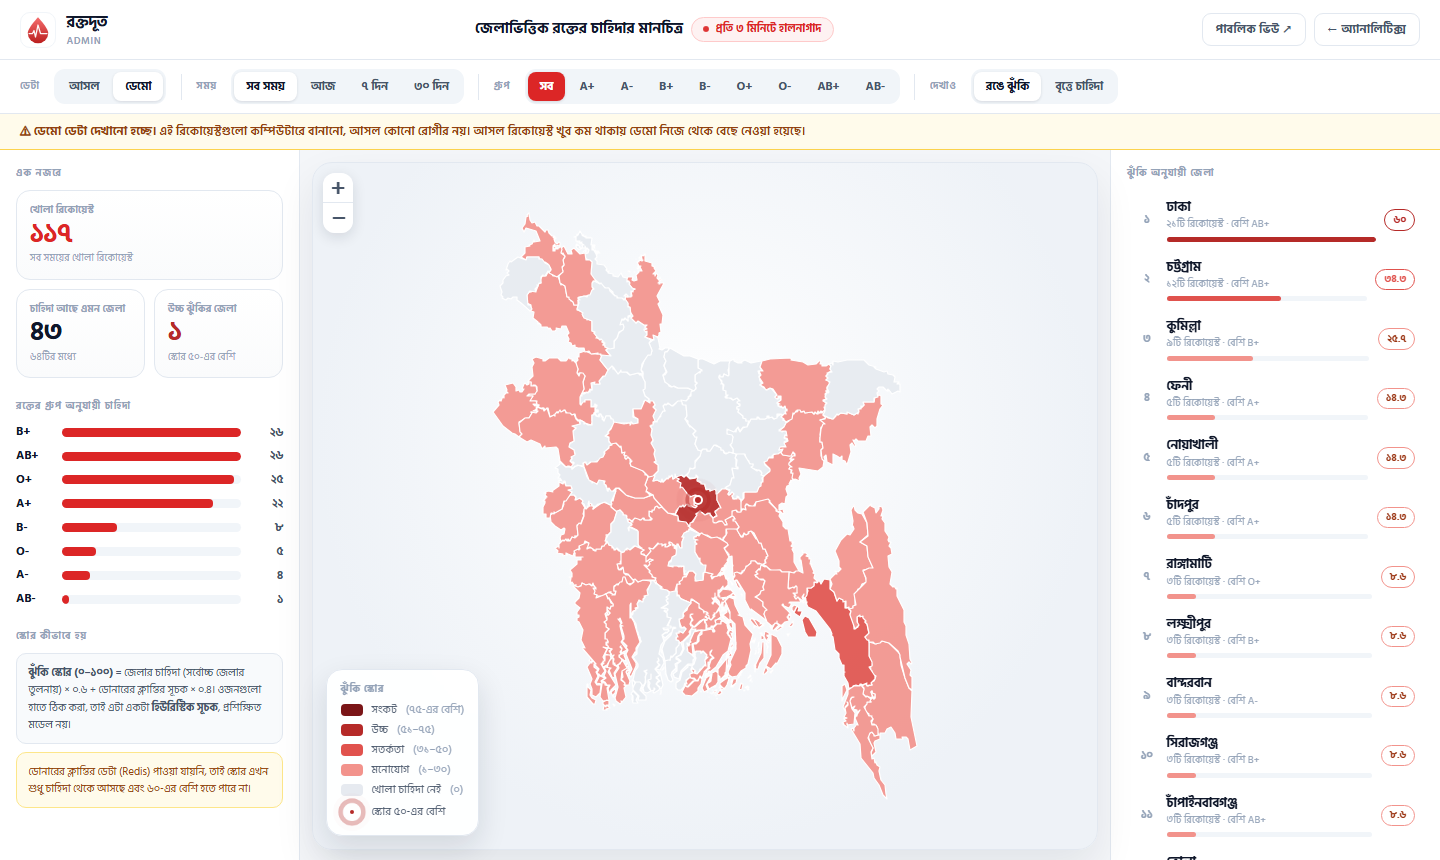 রক্তদূত
ADMIN
জেলাভিত্তিক রক্তের চাহিদার মানচিত্র
প্রতি ৩ মিনিটে হালনাগাদ
পাবলিক ভিউ ↗
← অ্যানালিটিক্স
ডেটা আসল ডেমো সময় সব সময় আজ ৭ দিন ৩০ দিন গ্রুপ সব A+ A- B+ B- O+ O- AB+ AB- দেখাও রঙে ঝুঁকি বৃত্তে চাহিদা
⚠ ডেমো ডেটা দেখানো হচ্ছে। এই রিকোয়েস্টগুলো কম্পিউটারে বানানো, আসল কোনো রোগীর নয়। আসল রিকোয়েস্ট খুব কম থাকায় ডেমো নিজে থেকে বেছে নেওয়া হয়েছে।
এক নজরে
খোলা রিকোয়েস্ট
১১৭
সব সময়ের খোলা রিকোয়েস্ট
চাহিদা আছে এমন জেলা
৪৩
৬৪টির মধ্যে
উচ্চ ঝুঁকির জেলা
১
স্কোর ৫০-এর বেশি
রক্তের গ্রুপ অনুযায়ী চাহিদা
B+ ২৬
AB+ ২৬
O+ ২৫
A+ ২২
B- ৮
O- ৫
A- ৪
AB- ১
স্কোর কীভাবে হয়
ঝুঁকি স্কোর (০–১০০) = জেলার চাহিদা (সর্বোচ্চ জেলার
তুলনায়) × ০.৬ + ডোনারের ক্লান্তির সূচক × ০.৪। ওজনগুলো
হাতে ঠিক করা, তাই এটা একটা হিউরিস্টিক সূচক, প্রশিক্ষিত
মডেল নয়।
ডোনারের ক্লান্তির ডেটা (Redis) পাওয়া যায়নি, তাই স্কোর এখন
শুধু চাহিদা থেকে আসছে এবং ৬০-এর বেশি হতে পারে না।
+
−
ঝুঁকি স্কোর
সংকট (৭৫-এর বেশি)
উচ্চ (৫১–৭৫)
সতর্কতা (৩১–৫০)
মনোযোগ (১–৩০)
খোলা চাহিদা নেই (০)
স্কোর ৫০-এর বেশি
ঝুঁকি অনুযায়ী জেলা
১ ঢাকা ৬০
২১টি রিকোয়েস্ট · বেশি AB+
২ চট্টগ্রাম ৩৪.৩
১২টি রিকোয়েস্ট · বেশি AB+
৩ কুমিল্লা ২৫.৭
৯টি রিকোয়েস্ট · বেশি B+
৪ ফেনী ১৪.৩
৫টি রিকোয়েস্ট · বেশি A+
৫ নোয়াখালী ১৪.৩
৫টি রিকোয়েস্ট · বেশি A+
৬ চাঁদপুর ১৪.৩
৫টি রিকোয়েস্ট · বেশি A+
৭ রাঙ্গামাটি ৮.৬
৩টি রিকোয়েস্ট · বেশি O+
৮ লক্ষ্মীপুর ৮.৬
৩টি রিকোয়েস্ট · বেশি B+
৯ বান্দরবান ৮.৬
৩টি রিকোয়েস্ট · বেশি A-
১০ সিরাজগঞ্জ ৮.৬
৩টি রিকোয়েস্ট · বেশি B+
১১ চাঁপাইনবাবগঞ্জ ৮.৬
৩টি রিকোয়েস্ট · বেশি AB+